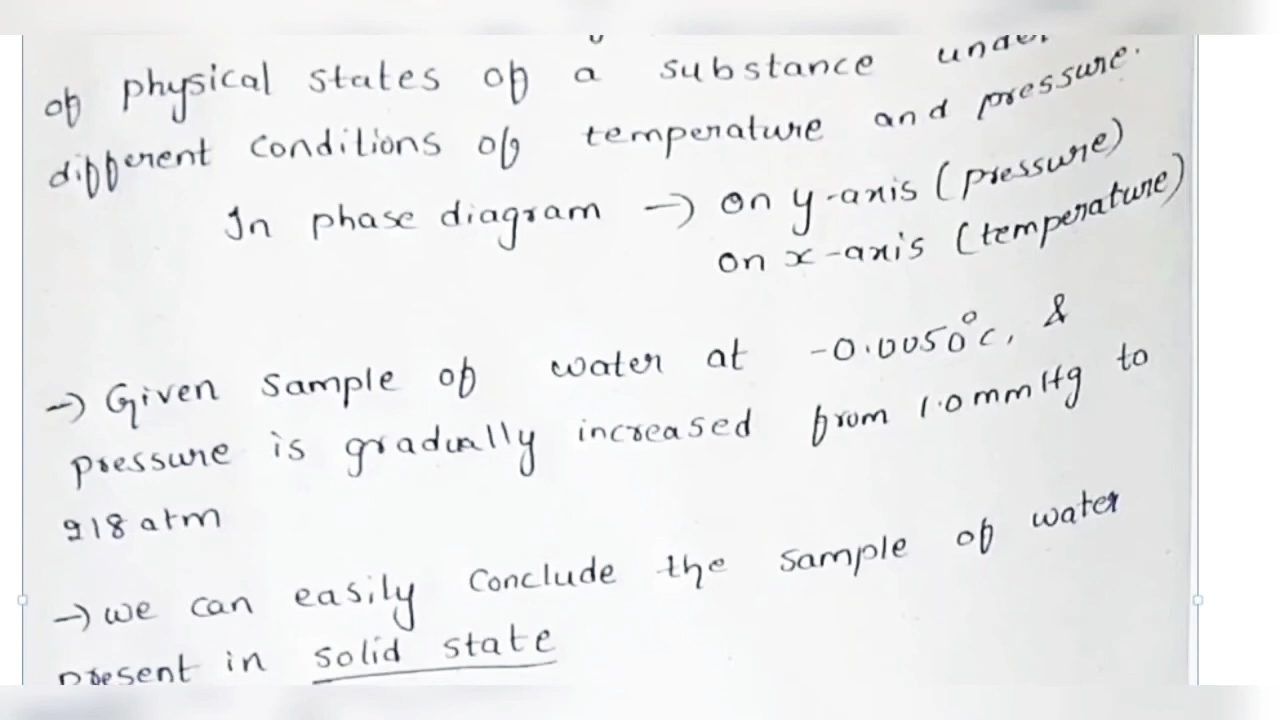 of physical states of a substance under
different conditions of temperature and pressure.
In phase diagram → on y-axis (pressure)
on x-axis (temperature)
→ Given sample of water at -0.0050°c, &
pressure is gradually increased from 1.0mmHg to
218 atm
→ we can easily conclude the sample of water
present in solid state